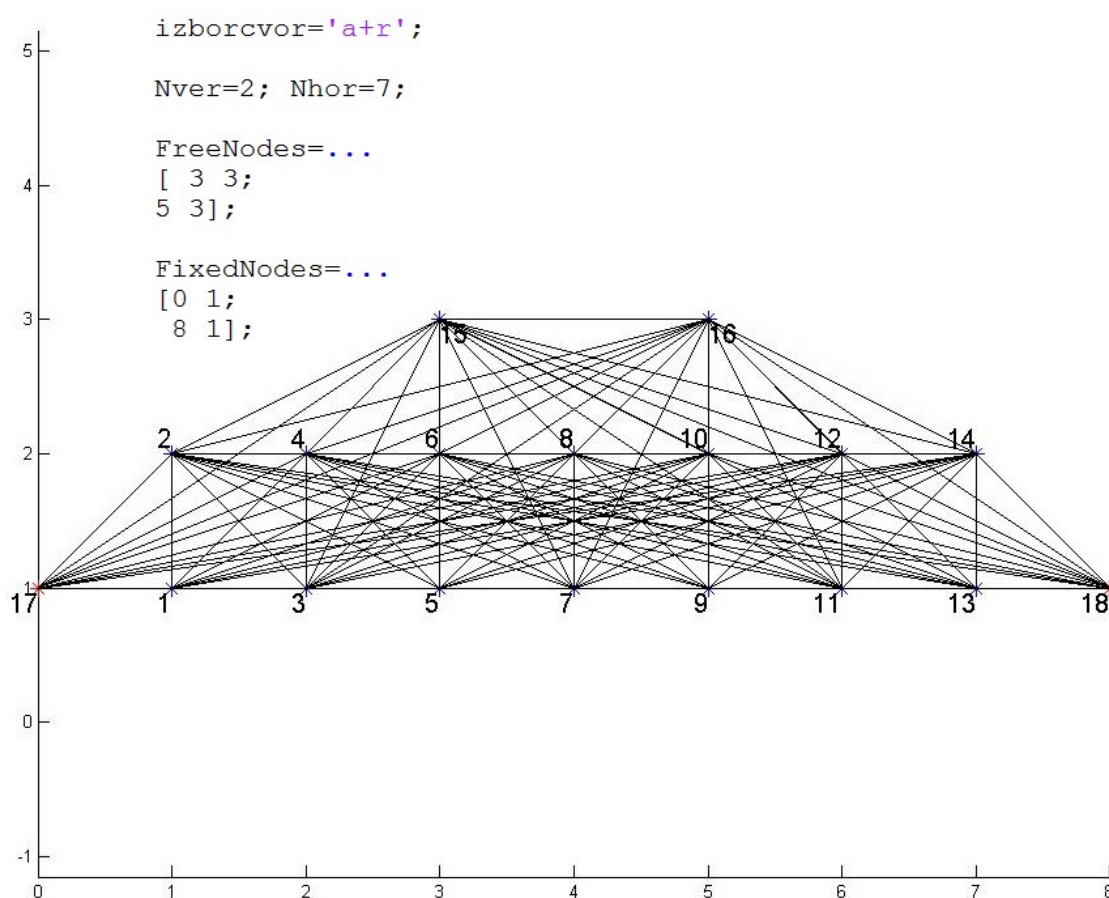 izborcvor='a+r';
Nver=2; Nhor=7;
FreeNodes=...
[ 3 3;
5 3];
FixedNodes=...
[0 1;
8 1];
5
4
3
15 16
2 4 6 8 10 12 14
2
1
17 1 3 5 7 9 11 13 18
0
-1
0 1 2 3 4 5 6 7 8